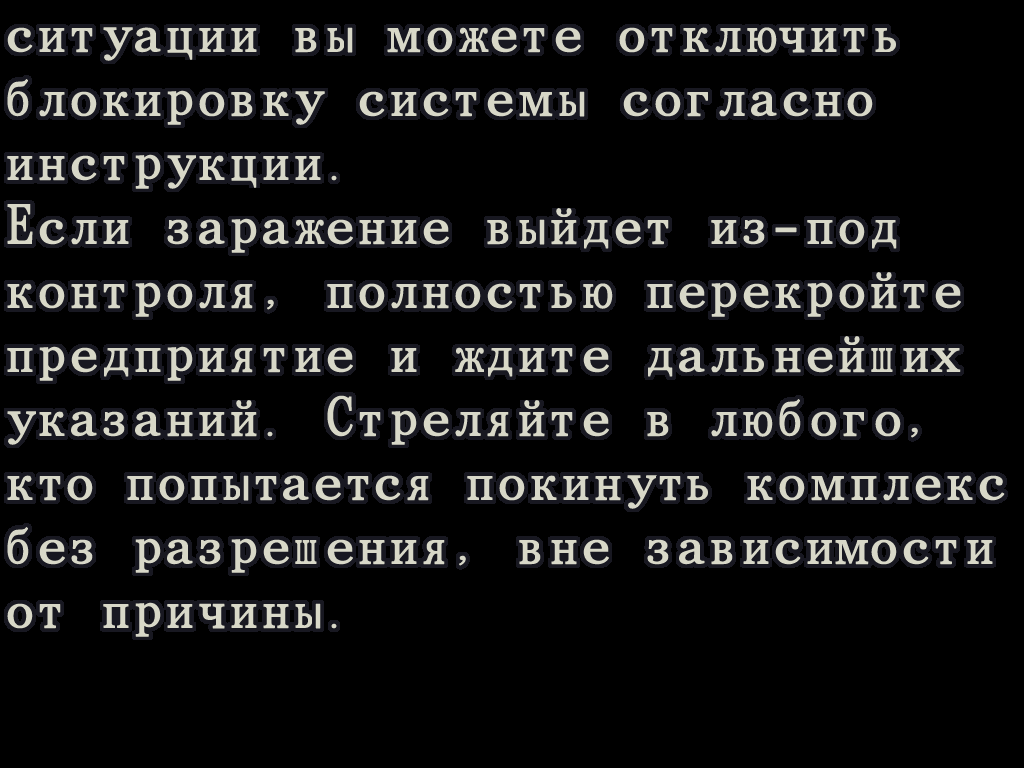 ситуации вы можете отключить
блокировку системы согласно
инструкции.
Если заражение выйдет из-под
контроля, полностью перекройте
предприятие и ждите дальнейших
указаний. Стреляйте в любого,
кто попытается покинуть комплекс
без разрешения, вне зависимости
от причины.